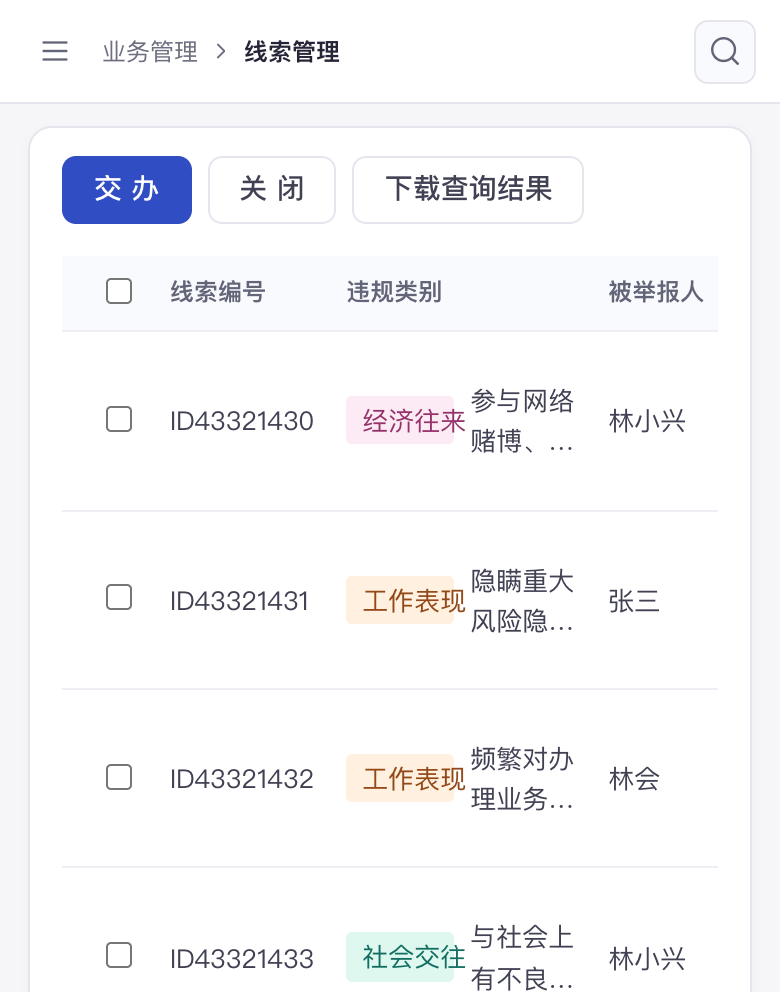 业务管理 > 线索管理
交 办 关 闭 下载查询结果
线索编号 违规类别 被举报人
ID43321430 经济往来 参与网络 林小兴
赌博、...
ID43321431 工作表现 隐瞒重大 张三
风险隐...
ID43321432 工作表现 频繁对办 林会
理业务...
ID43321433 社会交往 与社会上 林小兴
有不良...